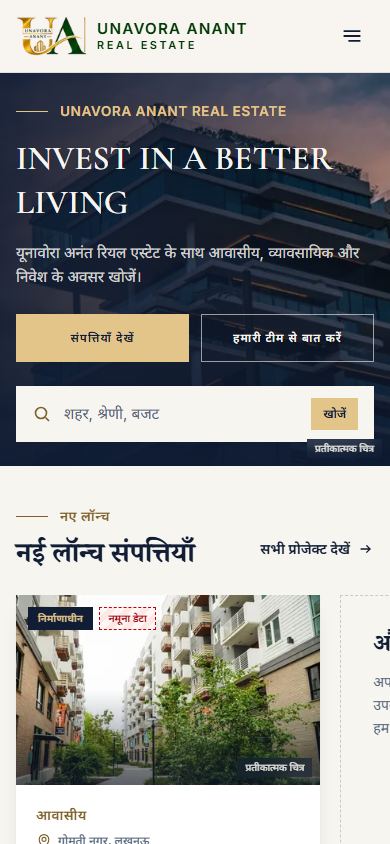 UNAVORA
ANANT
UNAVORA ANANT
REAL ESTATE
UNAVORA ANANT REAL ESTATE
INVEST IN A BETTER
LIVING
यूनावोरा अनंत रियल एस्टेट के साथ आवासीय, व्यावसायिक और
निवेश के अवसर खोजें।
संपत्तियाँ देखें
हमारी टीम से बात करें
शहर, श्रेणी, बजट
खोजें
प्रतीकात्मक चित्र
नए लॉन्च
नई लॉन्च संपत्तियाँ
सभी प्रोजेक्ट देखें →
निर्माणाधीन
नमूना डेटा
प्रतीकात्मक चित्र
आवासीय
गोमती नगर, लखनऊ